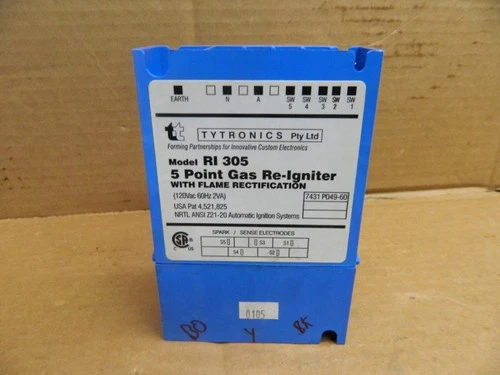 EARTH N A SW 5 SW 4 SW 3 SW 2 SW 1
tt TYTRONICS Pty Ltd
Forming Partnerships for Innovative Custom Electronics
Model RI 305
5 Point Gas Re-Igniter
WITH FLAME RECTIFICATION
(120Vac 60Hz 2VA) 7431 P049-60
USA Pat 4,521,825
NRTL ANSI Z21-20 Automatic Ignition Systems
SPARK / SENSE ELECTRODES
C US
S5 S3 S1
S4 S2
0105
Y BK